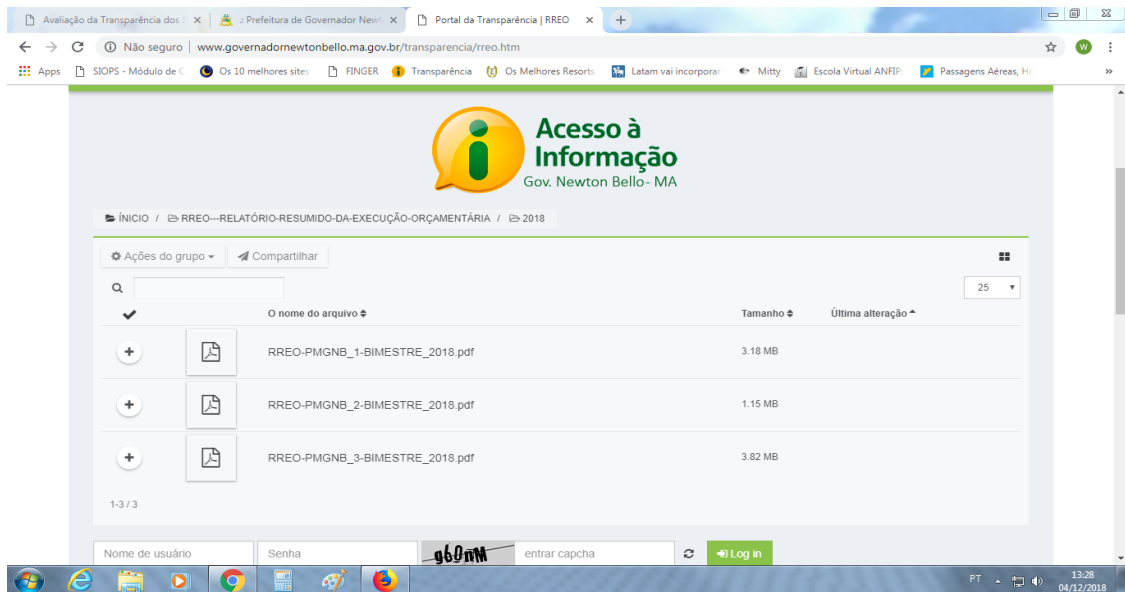 Avaliação da Transparência dos
.: Prefeitura de Governador Newt
Portal da Transparência | RREO
Não seguro | www.governadornewtonbello.ma.gov.br/transparencia/rreo.htm
W
Apps SIOPS - Módulo de C Os 10 melhores sites FINGER Transparência Os Melhores Resorts Latam vai incorporar Mitty Escola Virtual ANFIP Passagens Aéreas, Ho »
Acesso à
Informação
Gov. Newton Bello- MA
ÍNICIO / RREO---RELATÓRIO-RESUMIDO-DA-EXECUÇÃO-ORÇAMENTÁRIA / 2018
Ações do grupo Compartilhar
25
O nome do arquivo Tamanho Última alteração
RREO-PMGNB_1-BIMESTRE_2018.pdf 3.18 MB
RREO-PMGNB_2-BIMESTRE_2018.pdf 1.15 MB
RREO-PMGNB_3-BIMESTRE_2018.pdf 3.82 MB
1-3 / 3
Nome de usuário Senha entrar capcha Log in
PT 13:28
04/12/2018